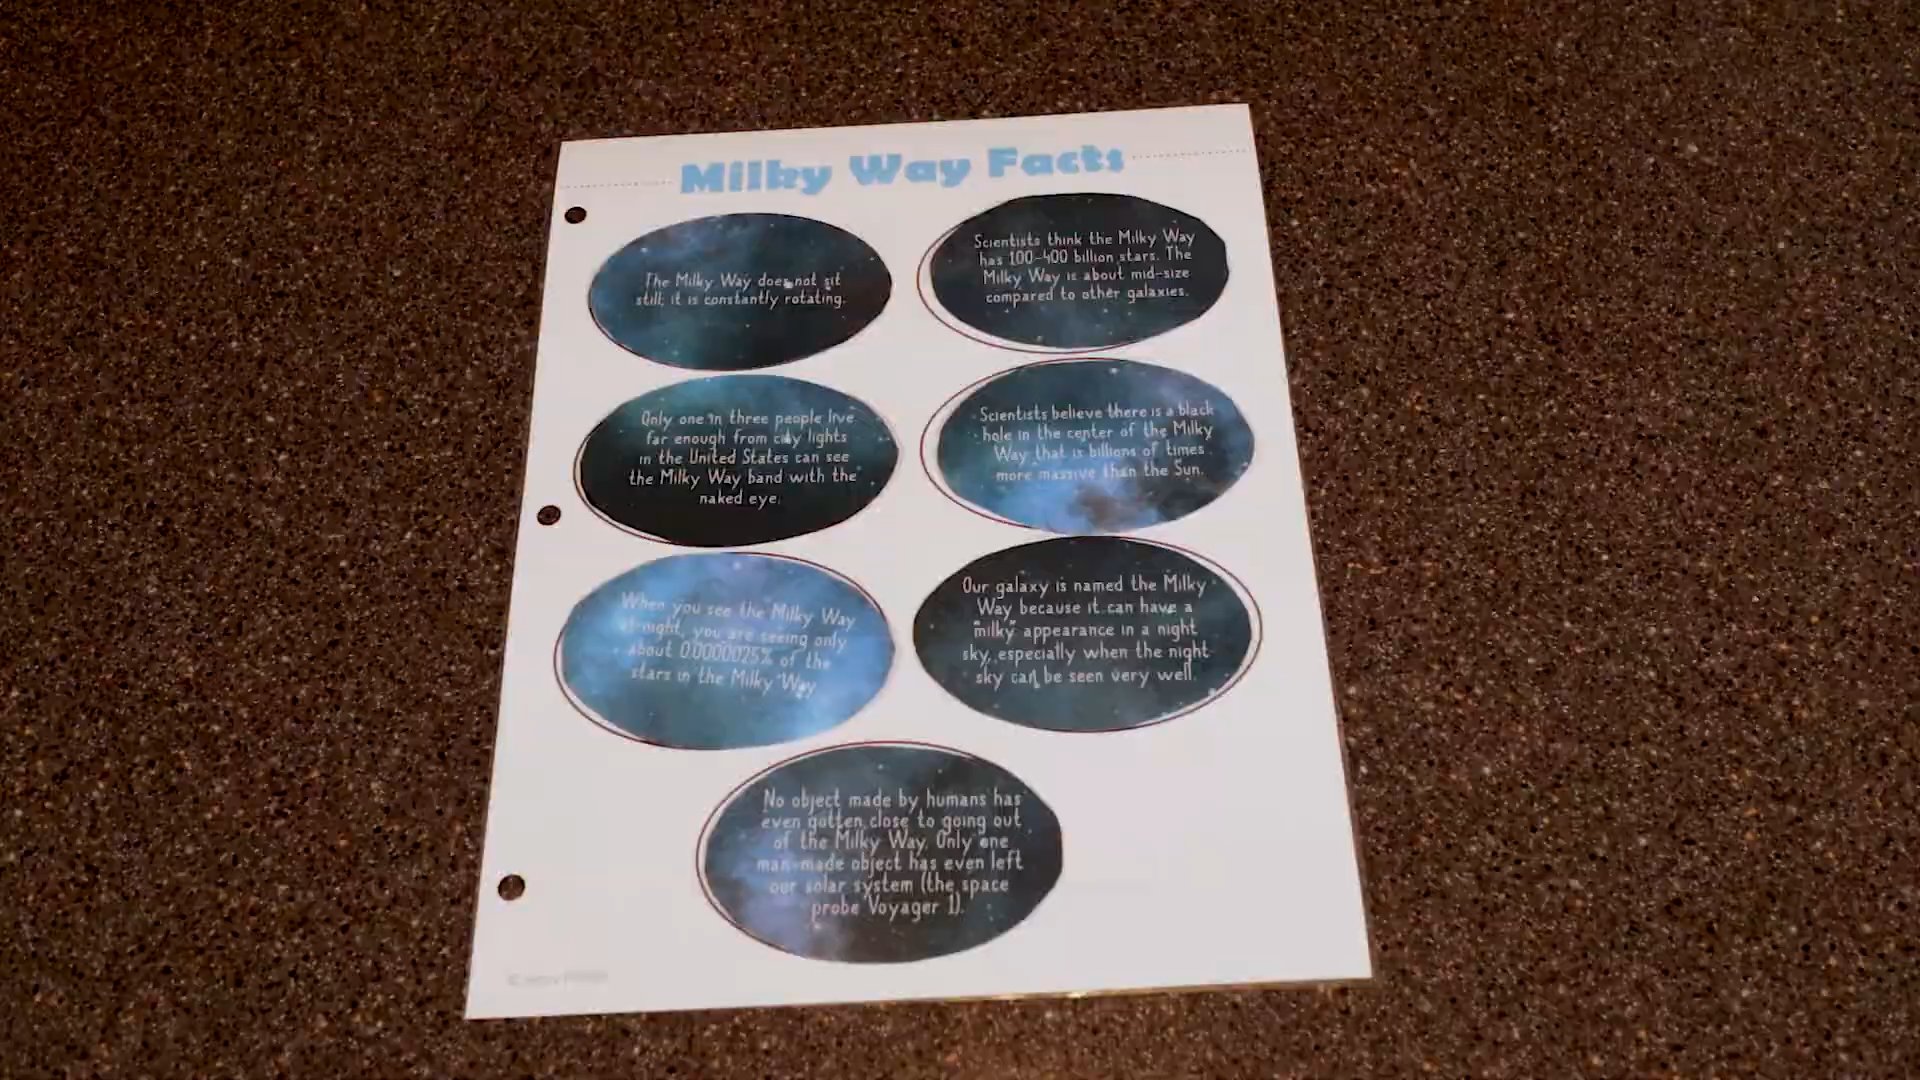 Milky Way Facts
The Milky Way does not sit
still; it is constantly rotating.
Scientists think the Milky Way
has 100-400 billion stars. The
Milky Way is about mid-size
compared to other galaxies.
Only one in three people live
far enough from city lights
in the United States can see
the Milky Way band with the
naked eye.
Scientists believe there is a black
hole in the center of the Milky
Way that is billions of times
more massive than the Sun.
When you see the Milky Way
at night, you are seeing only
about 0.0000025% of the
stars in the Milky Way.
Our galaxy is named the Milky
Way because it can have a
"milky" appearance in a night
sky, especially when the night
sky can be seen very well.
No object made by humans has
even gotten close to going out
of the Milky Way. Only one
man-made object has even left
our solar system (the space
probe Voyager 1).